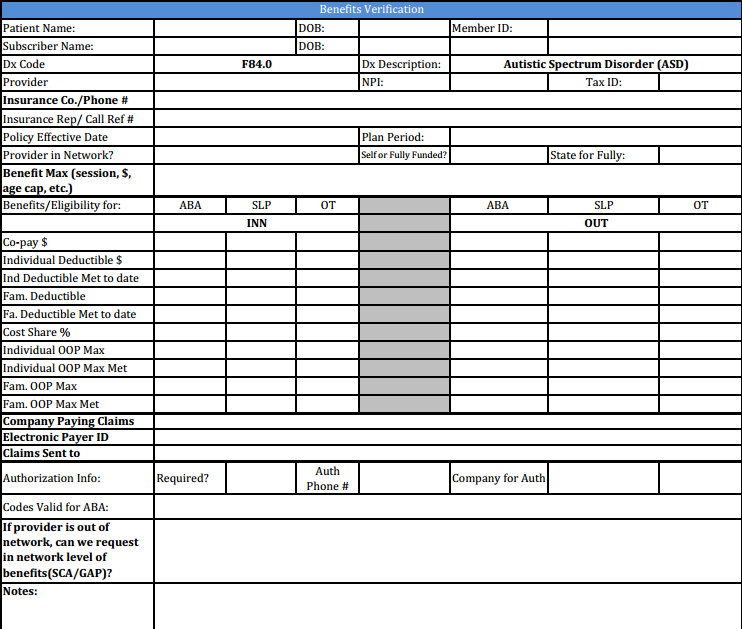 Benefits Verification
Patient Name: DOB: Member ID:
Subscriber Name: DOB:
Dx Code F84.0 Dx Description: Autistic Spectrum Disorder (ASD)
Provider NPI: Tax ID:
Insurance Co./Phone #
Insurance Rep/ Call Ref #
Policy Effective Date Plan Period:
Provider in Network? Self or Fully Funded? State for Fully:
Benefit Max (session, $,
age cap, etc.)
Benefits/Eligibility for: ABA SLP OT ABA SLP OT
INN OUT
Co-pay $
Individual Deductible $
Ind Deductible Met to date
Fam. Deductible
Fa. Deductible Met to date
Cost Share %
Individual OOP Max
Individual OOP Max Met
Fam. OOP Max
Fam. OOP Max Met
Company Paying Claims
Electronic Payer ID
Claims Sent to
Authorization Info: Required? Auth
Phone # Company for Auth
Codes Valid for ABA:
If provider is out of
network, can we request
in network level of
benefits(SCA/GAP)?
Notes: